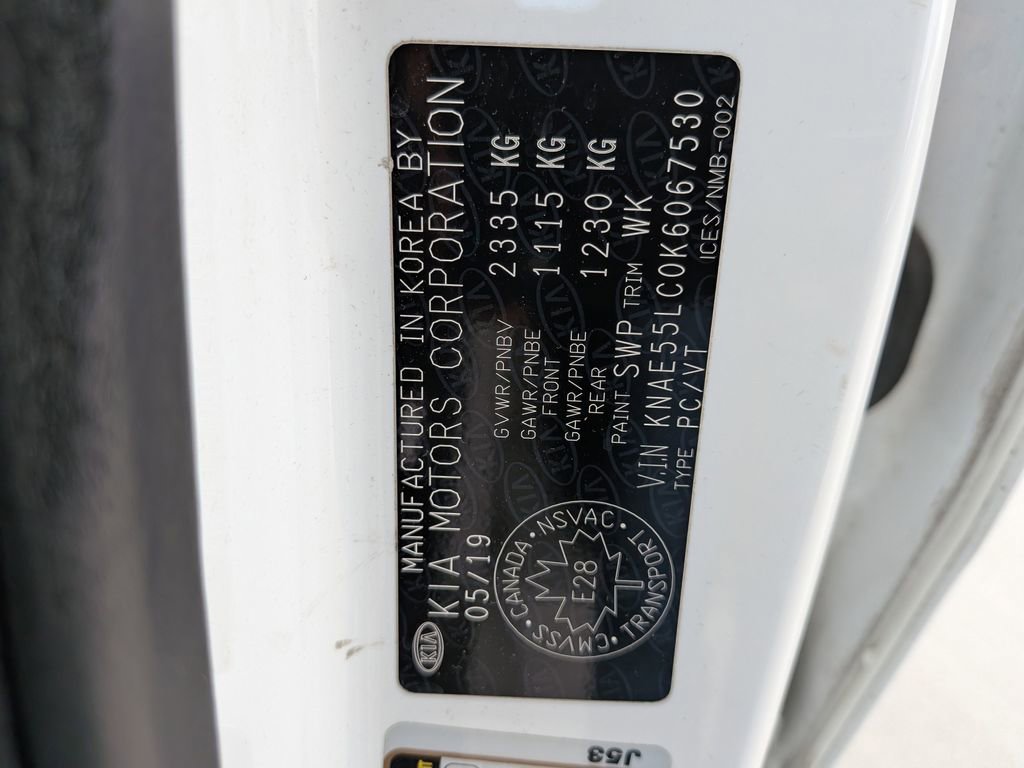 KIA
MANUFACTURED IN KOREA BY
KIA MOTORS CORPORATION
05/19
GVWR/PNBV 2335 KG
GAWR/PNBE
FRONT 1115 KG
GAWR/PNBE
REAR 1230 KG
PAINT SWP TRIM WK
V.I.N KNAE55LC0K6067530
TYPE PC/VT
ICES/NMB-002
CMVSS. CANADA. NSVAC.
E28
TRANSPORT
J53